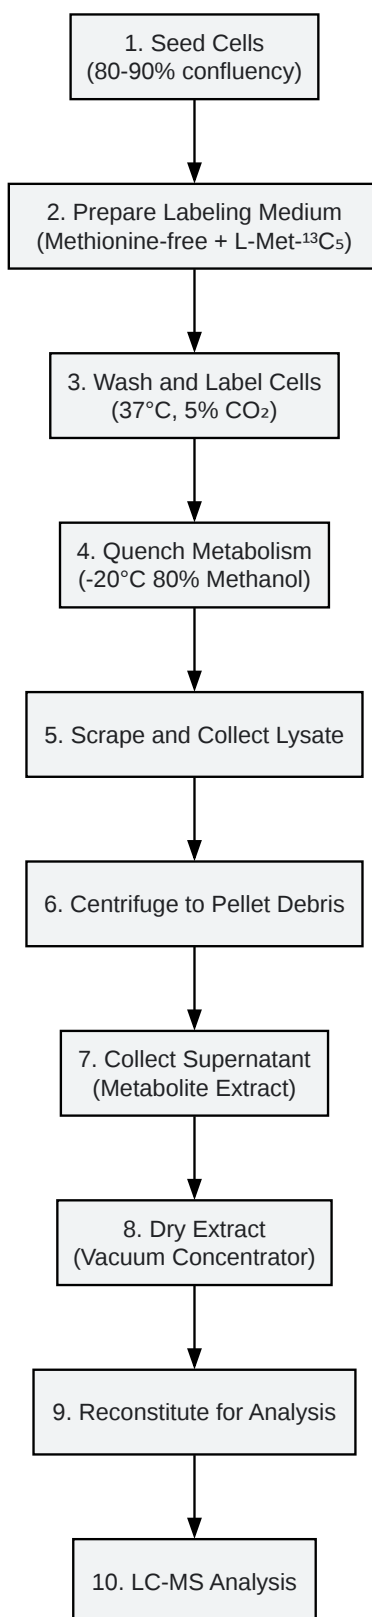 1. Seed Cells
(80-90% confluency)
2. Prepare Labeling Medium
(Methionine-free + L-Met-¹³C₅)
3. Wash and Label Cells
(37°C, 5% CO₂)
4. Quench Metabolism
(-20°C 80% Methanol)
5. Scrape and Collect Lysate
6. Centrifuge to Pellet Debris
7. Collect Supernatant
(Metabolite Extract)
8. Dry Extract
(Vacuum Concentrator)
9. Reconstitute for Analysis
10. LC-MS Analysis